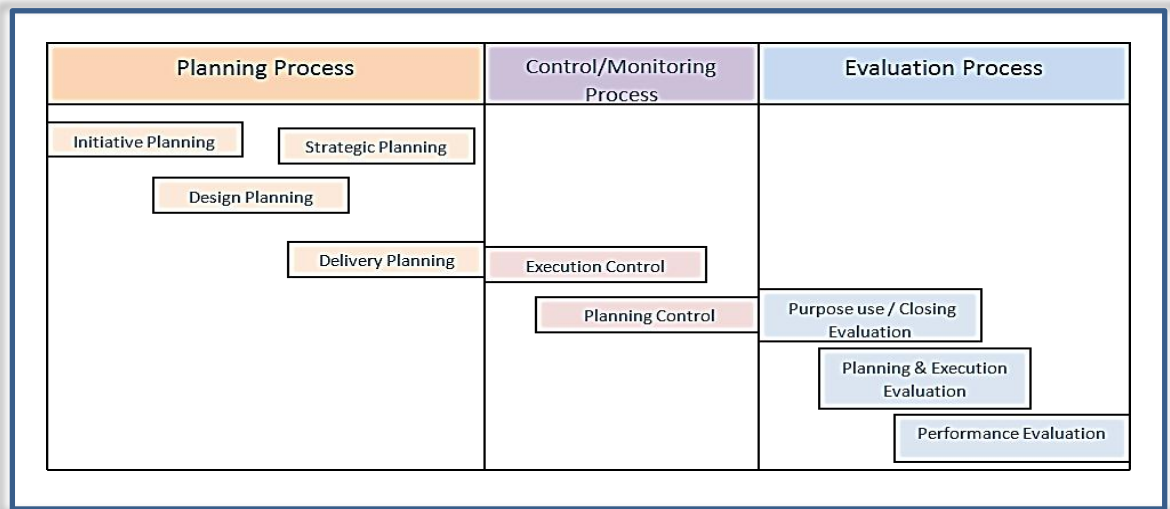 Planning Process
Control/Monitoring
Process
Evaluation Process
Initiative Planning
Strategic Planning
Design Planning
Delivery Planning
Execution Control
Planning Control
Purpose use / Closing
Evaluation
Planning & Execution
Evaluation
Performance Evaluation